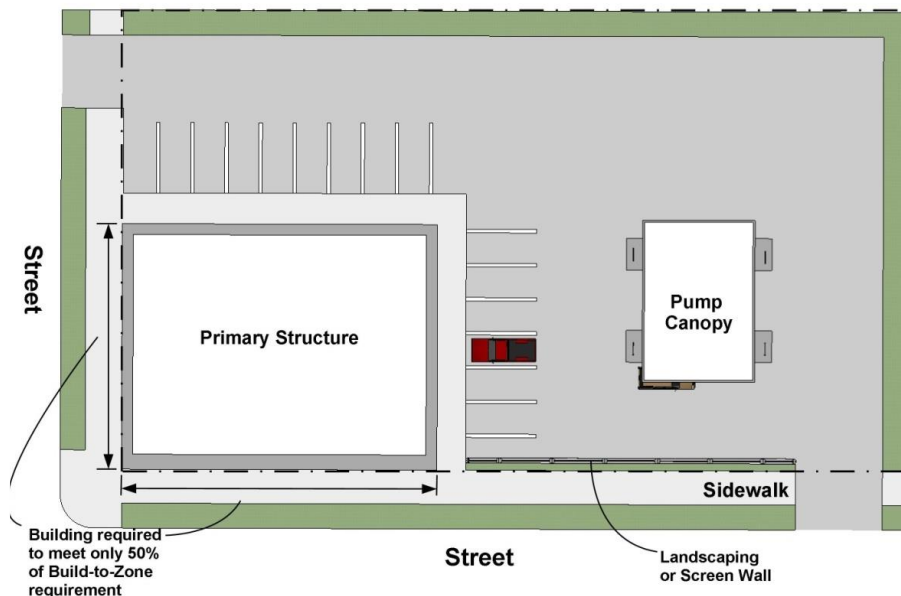 Street
Primary Structure
Pump
Canopy
Sidewalk
Building required
to meet only 50%
of Build-to-Zone
requirement
Street
Landscaping
or Screen Wall